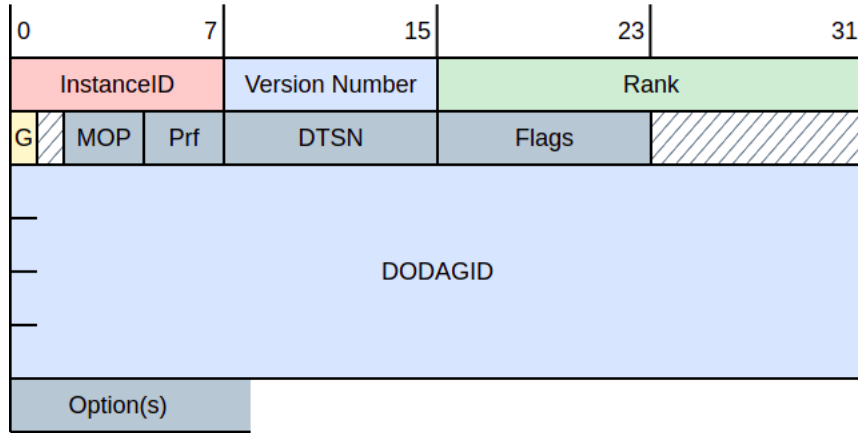 0 7 15 23 31
InstanceID Version Number Rank
G MOP Prf DTSN Flags
DODAGID
Option(s)